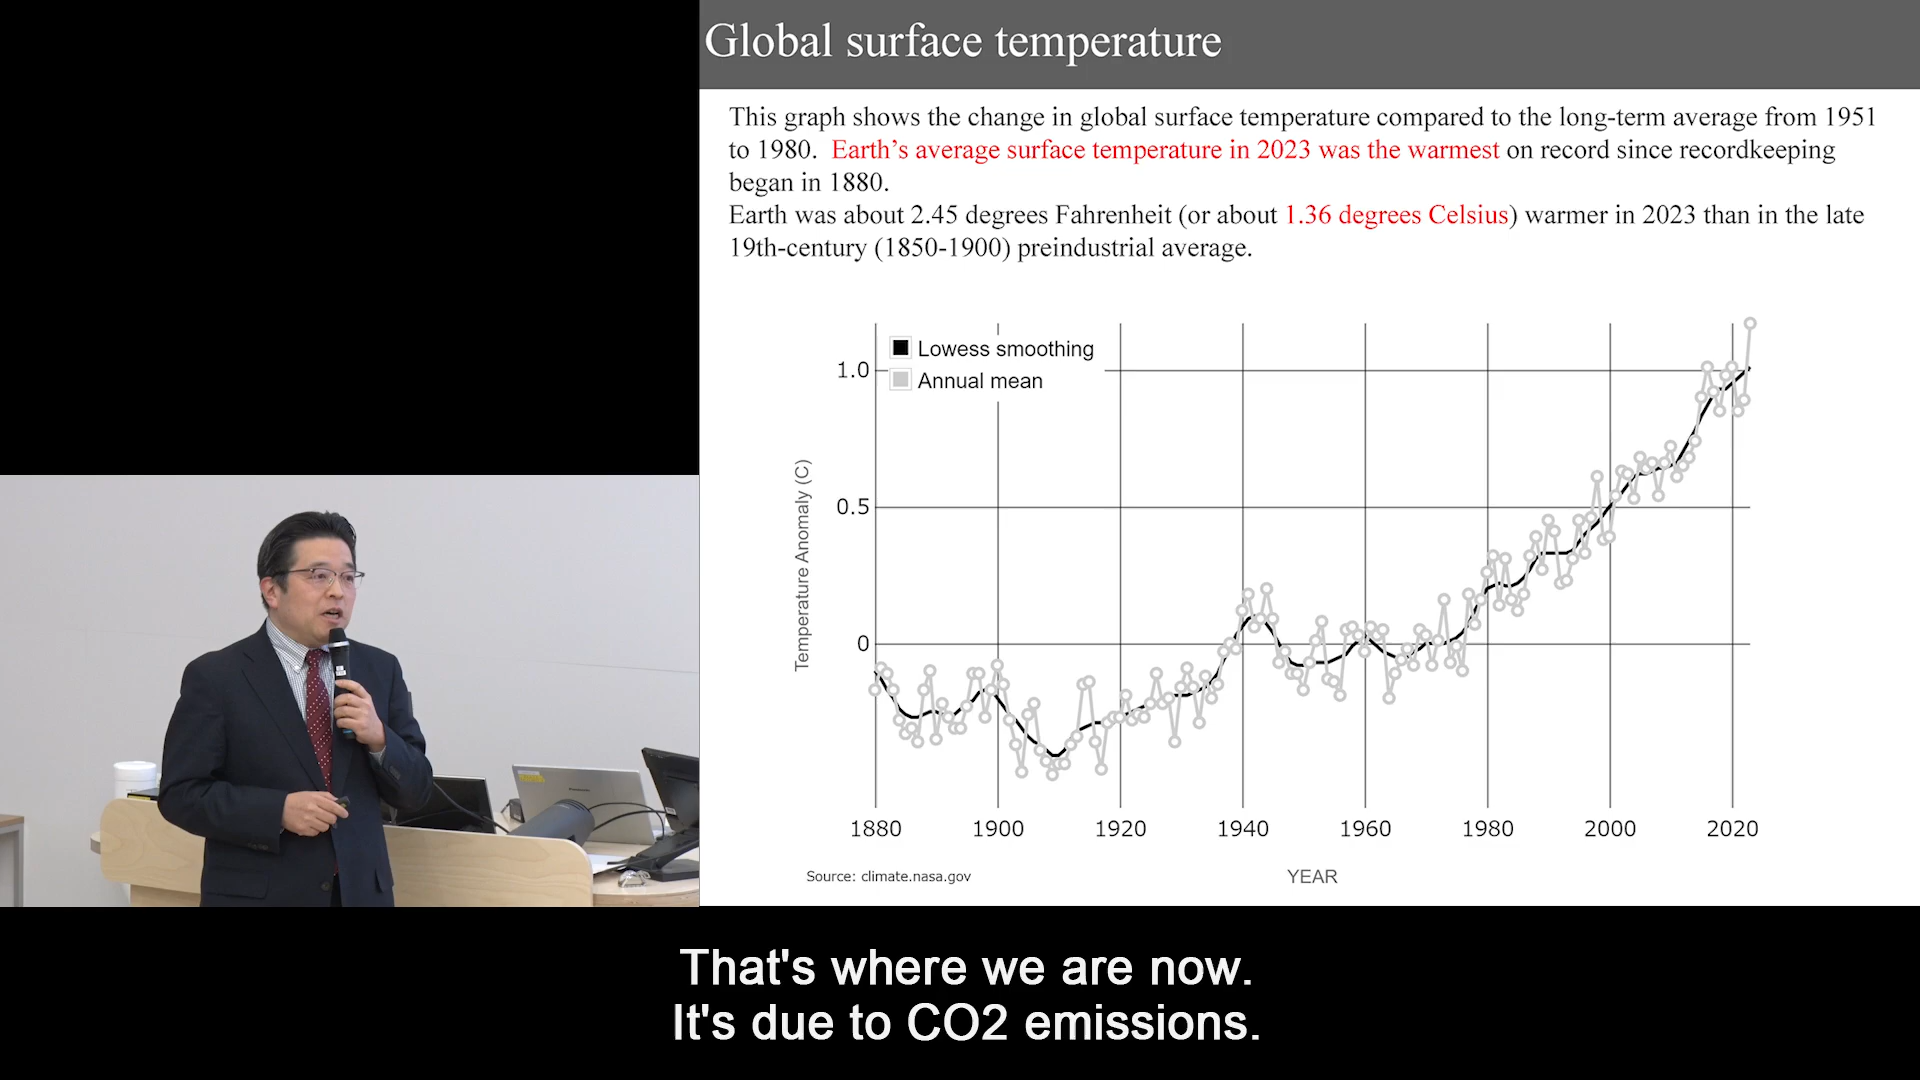 Global surface temperature
This graph shows the change in global surface temperature compared to the long-term average from 1951
to 1980. Earth's average surface temperature in 2023 was the warmest on record since recordkeeping
began in 1880.
Earth was about 2.45 degrees Fahrenheit (or about 1.36 degrees Celsius) warmer in 2023 than in the late
19th-century (1850-1900) preindustrial average.
Lowess smoothing
Annual mean
1.0
0.5
0
Temperature Anomaly (C)
1880 1900 1920 1940 1960 1980 2000 2020
Source: climate.nasa.gov
YEAR
That's where we are now.
It's due to CO2 emissions.